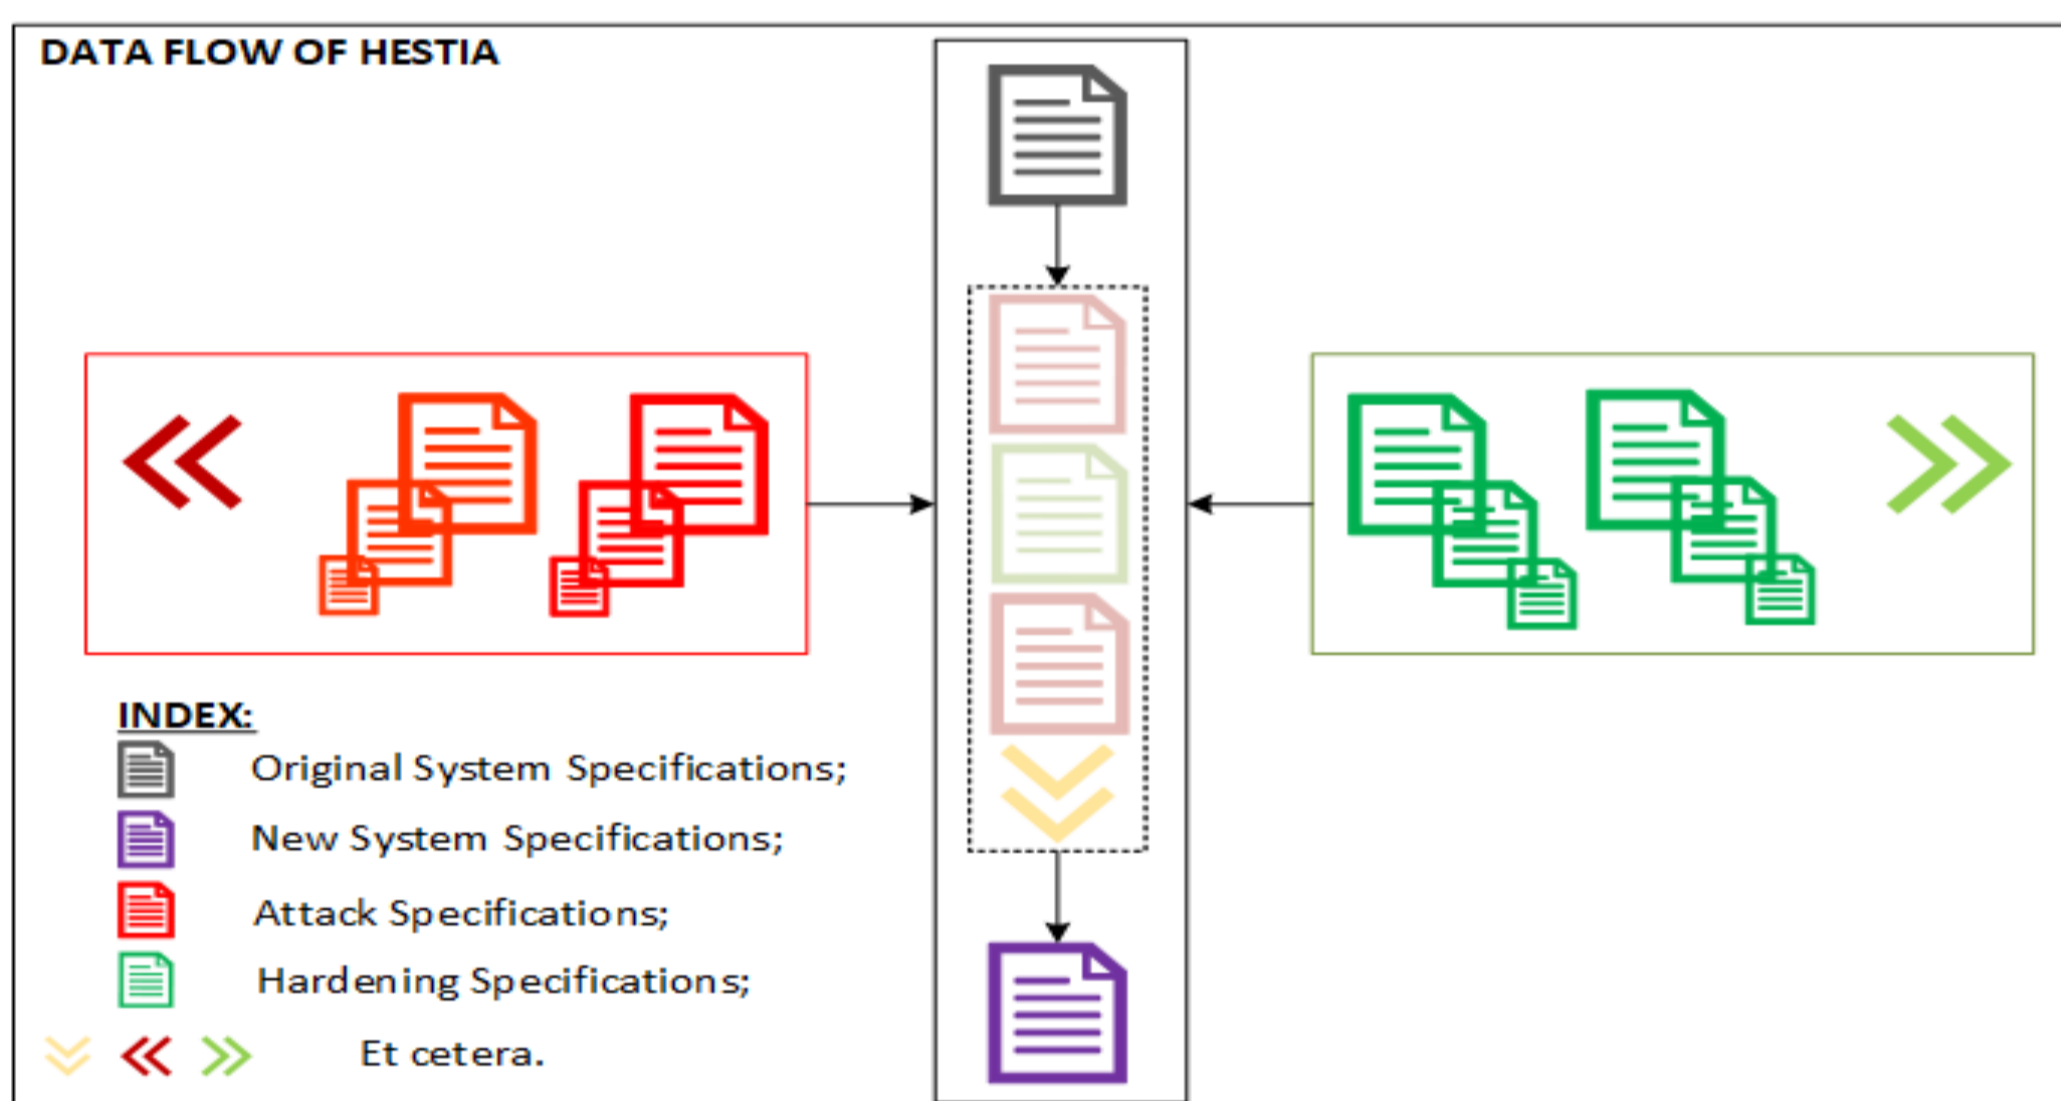 DATA FLOW OF HESTIA
INDEX:
Original System Specifications;
New System Specifications;
Attack Specifications;
Hardening Specifications;
Et cetera.